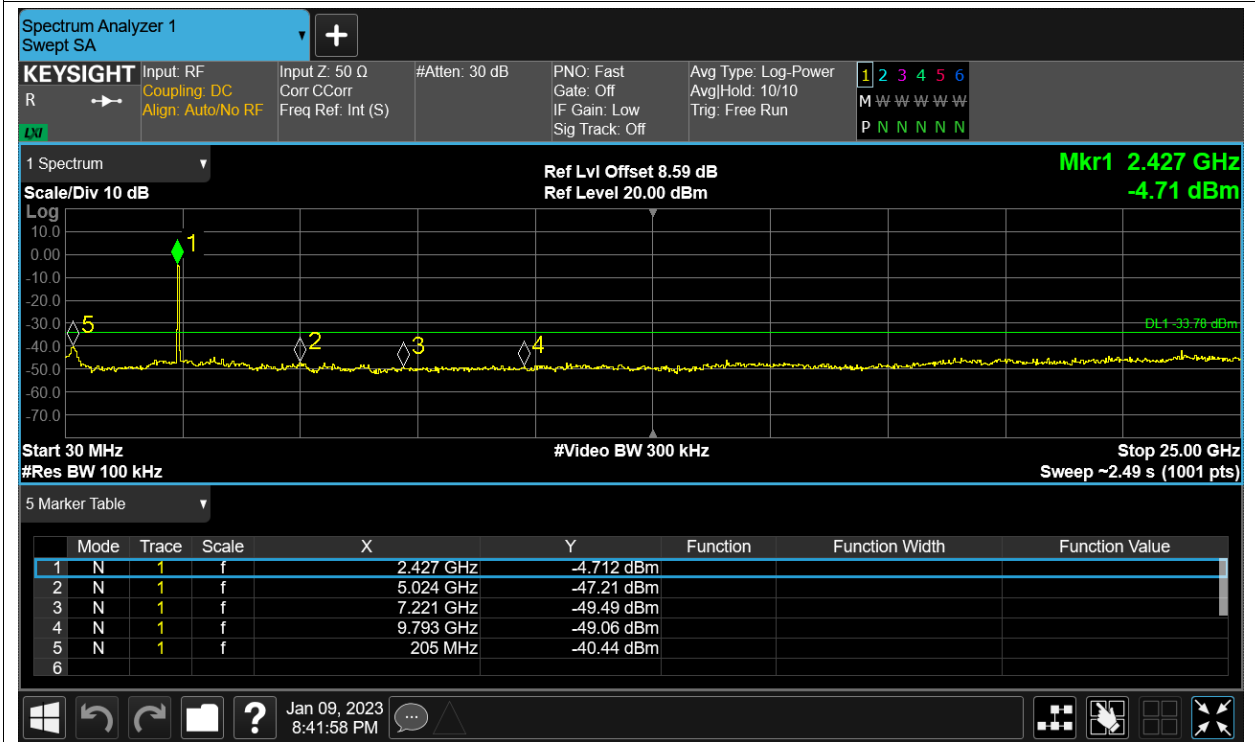 Spectrum Analyzer 1
Swept SA
+
KEYSIGHT
R
LXI
Input: RF
Coupling: DC
Align: Auto/No RF
Input Z: 50 Ω
Corr CCorr
Freq Ref: Int (S)
#Atten: 30 dB
PNO: Fast
Gate: Off
IF Gain: Low
Sig Track: Off
Avg Type: Log-Power
Avg|Hold: 10/10
Trig: Free Run
1 2 3 4 5 6
M W W W W W
P N N N N N
1 Spectrum
Scale/Div 10 dB
Ref Lvl Offset 8.59 dB
Ref Level 20.00 dBm
Mkr1 2.427 GHz
-4.71 dBm
Log
10.0
0.00
-10.0
-20.0
-30.0
-40.0
-50.0
-60.0
-70.0
1
5
2
3
4
DL1 -33.78 dBm
Start 30 MHz
#Video BW 300 kHz
Stop 25.00 GHz
#Res BW 100 kHz
Sweep ~2.49 s (1001 pts)
5 Marker Table
Mode Trace Scale X Y Function Function Width Function Value
1 N 1 f 2.427 GHz -4.712 dBm
2 N 1 f 5.024 GHz -47.21 dBm
3 N 1 f 7.221 GHz -49.49 dBm
4 N 1 f 9.793 GHz -49.06 dBm
5 N 1 f 205 MHz -40.44 dBm
6
?
Jan 09, 2023
8:41:58 PM